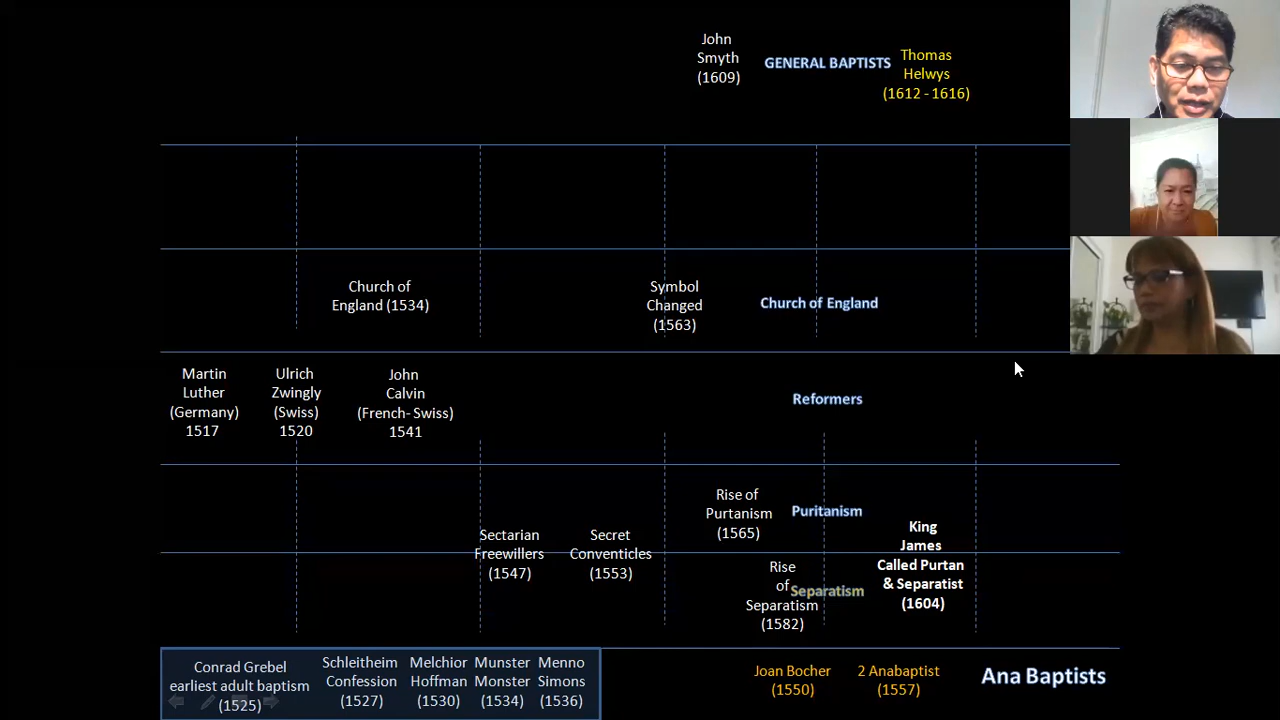 John
Smyth
(1609)
GENERAL BAPTISTS
Thomas
Helwys
(1612 - 1616)
Church of
England (1534)
Symbol
Changed
(1563)
Church of England
Martin
Luther
(Germany)
1517
Ulrich
Zwingly
(Swiss)
1520
John
Calvin
(French- Swiss)
1541
Reformers
Rise of
Purtanism
(1565)
Puritanism
King
James
Called Purtan
& Separatist
(1604)
Sectarian
Freewillers
(1547)
Secret
Conventicles
(1553)
Rise
of
Separatism
(1582)
Separatism
Conrad Grebel
earliest adult baptism
(1525)
Schleitheim
Confession
(1527)
Melchior
Hoffman
(1530)
Munster
Monster
(1534)
Menno
Simons
(1536)
Joan Bocher
(1550)
2 Anabaptist
(1557)
Ana Baptists